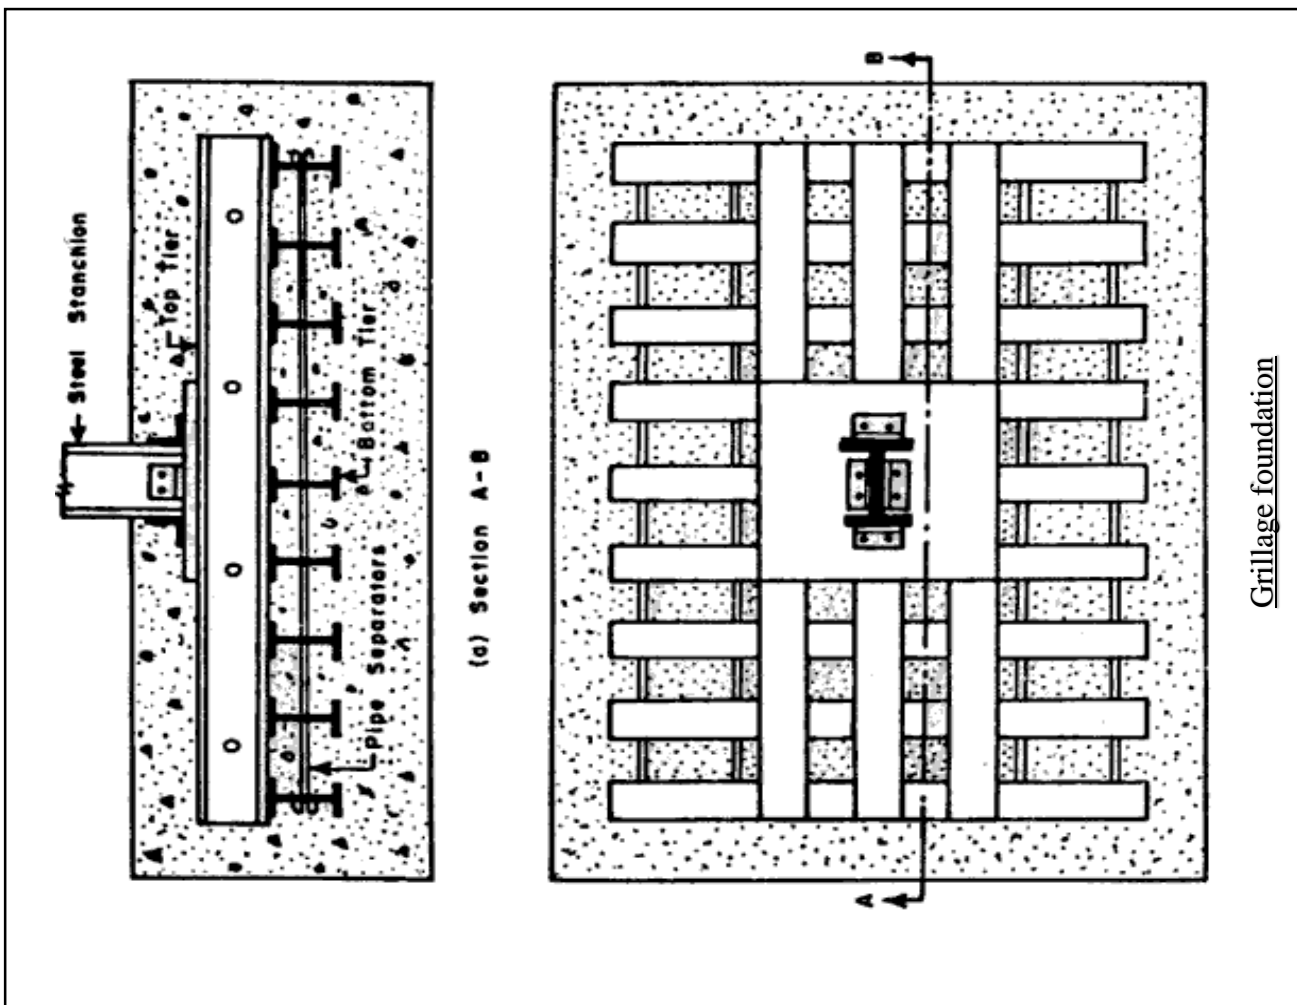 Steel Stanchion
Top Tier
Bottom Tier
Pipe Separators
(a) Section A-B
B
A
Grillage foundation